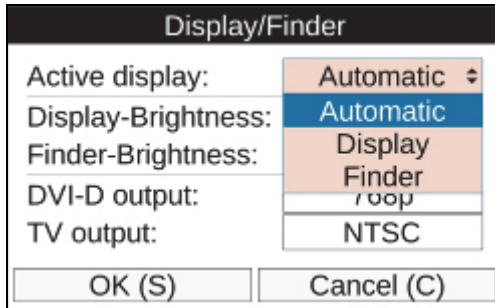 Display/Finder
Active display: Automatic
Automatic
Display-Brightness:
Display
Finder-Brightness:
Finder
DVI-D output: 768p
TV output: NTSC
OK (S) Cancel (C)